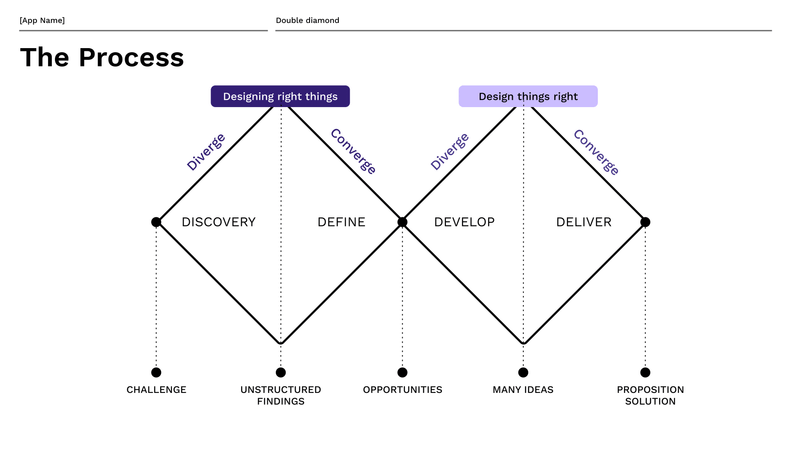 [App Name]
Double diamond
The Process
Designing right things
Design things right
Diverge
Converge
Diverge
Converge
DISCOVERY
DEFINE
DEVELOP
DELIVER
CHALLENGE
UNSTRUCTURED
FINDINGS
OPPORTUNITIES
MANY IDEAS
PROPOSITION
SOLUTION